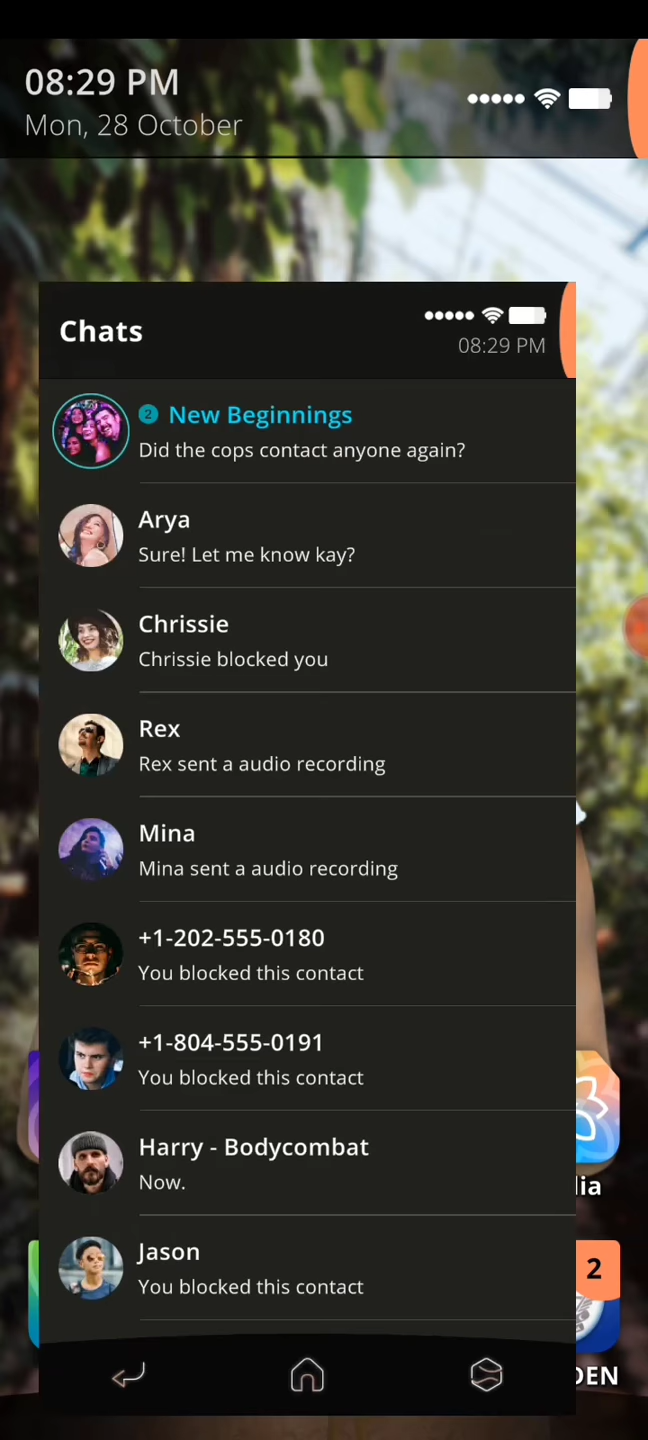 08:29 PM
Mon, 28 October
Chats
08:29 PM
2 New Beginnings
Did the cops contact anyone again?
Arya
Sure! Let me know kay?
Chrissie
Chrissie blocked you
Rex
Rex sent a audio recording
Mina
Mina sent a audio recording
+1-202-555-0180
You blocked this contact
+1-804-555-0191
You blocked this contact
Harry - Bodycombat
Now.
lia
Jason
You blocked this contact
2
DEN